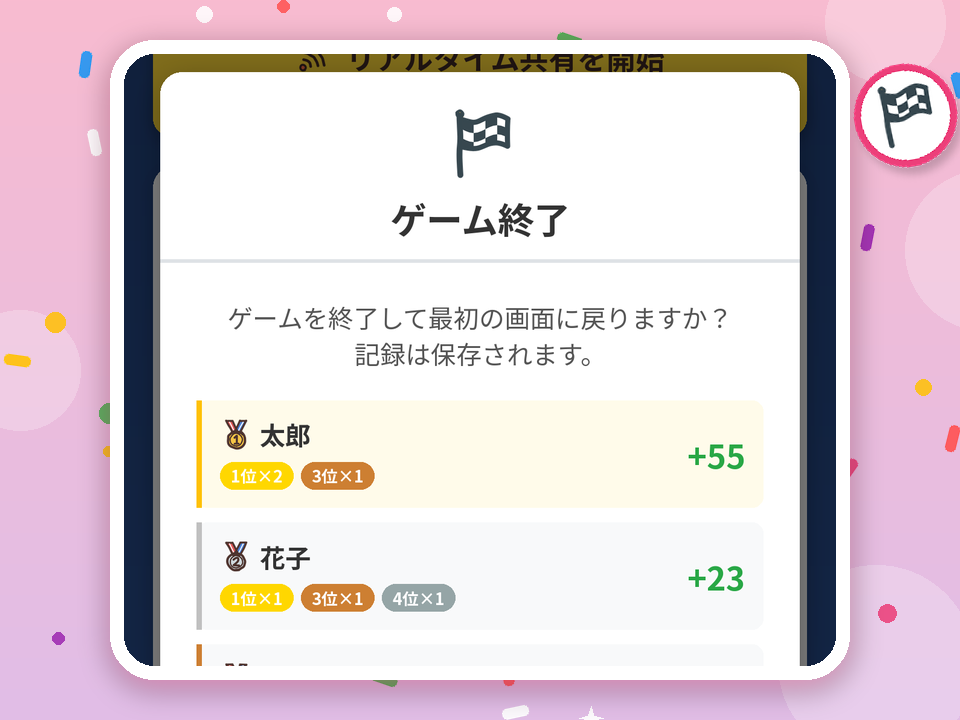 リアルタイム共有を開始
ゲーム終了
ゲームを終了して最初の画面に戻りますか？
記録は保存されます。
1 太郎
1位×2 3位×1
+55
2 花子
1位×1 3位×1 4位×1
+23